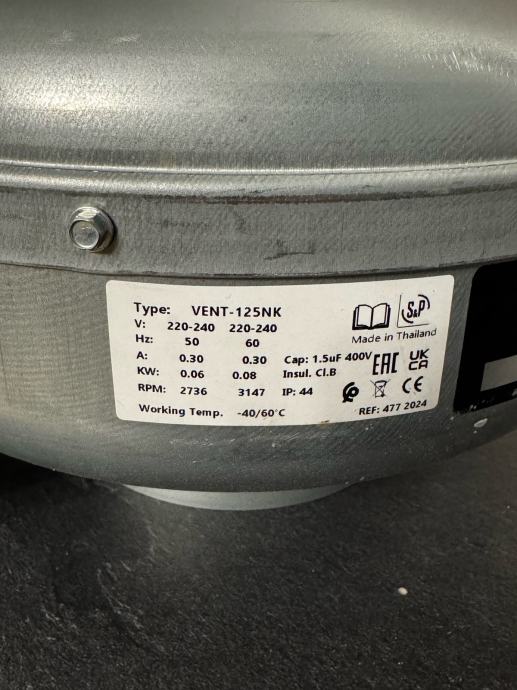 Type: VENT-125NK
S&P
Made in Thailand
V: 220-240 220-240
Hz: 50 60
A: 0.30 0.30 Cap: 1.5uF 400V
KW: 0.06 0.08 Insul. Cl.B
EAC UK CA
RPM: 2736 3147 IP: 44
CE
Working Temp. -40/60°C
REF: 477 2024